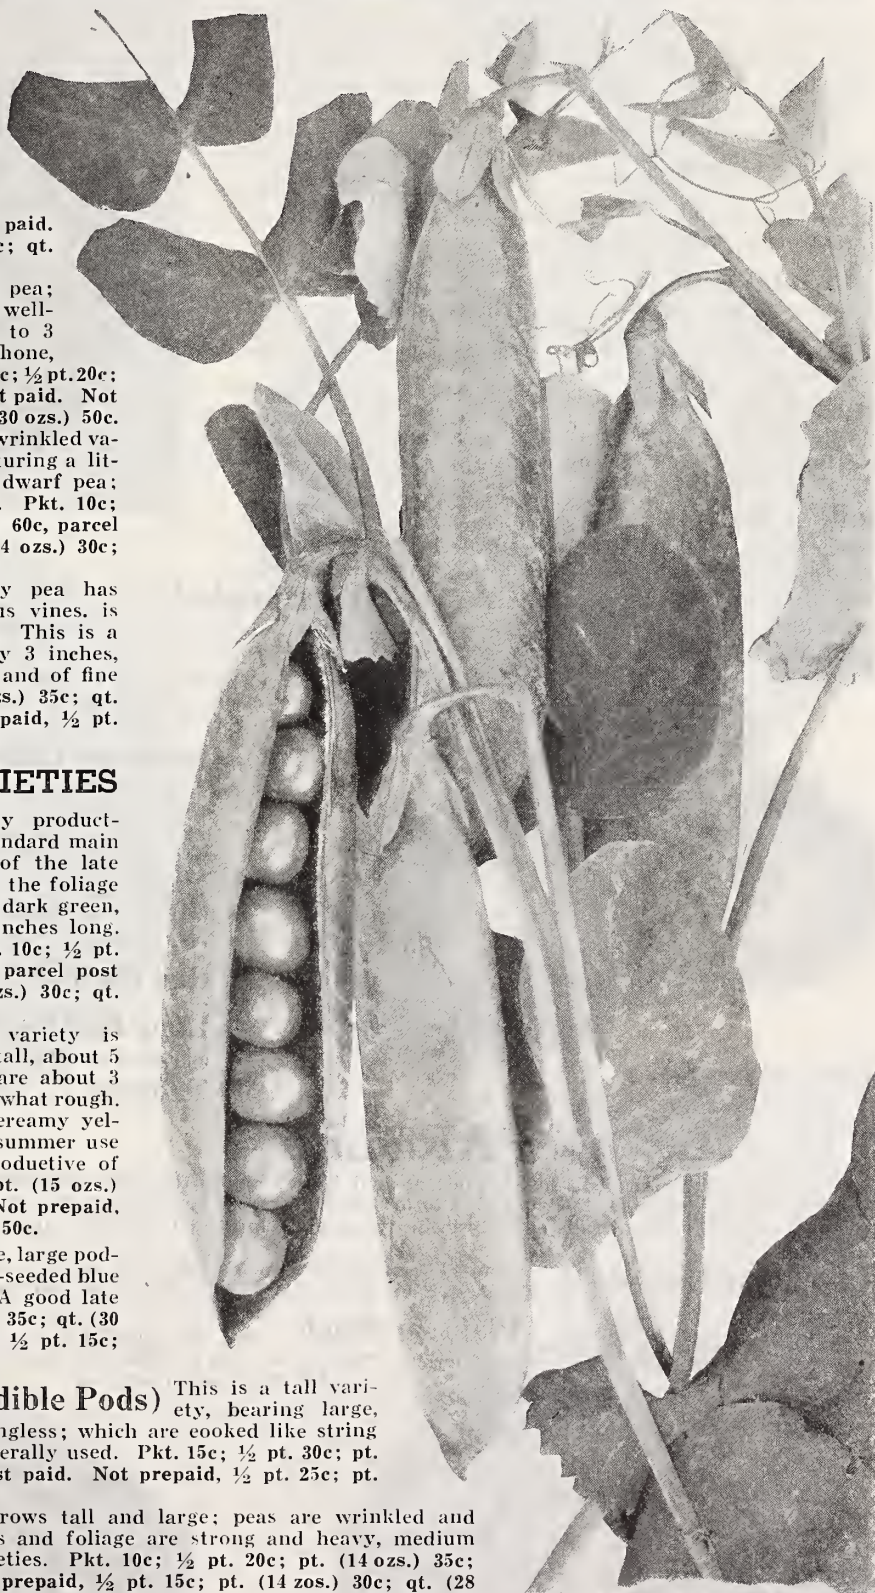 paid.
c; qt.
pea;
well-
to 3
hone,
c; ½ pt. 20c;
t paid. Not
30 ozs.) 50c.
wrinkled va-
uring a lit-
dwarf pea;
. Pkt. 10c;
60c, parcel
4 ozs.) 30c;
y pea has
us vines. is
This is a
y 3 inches,
and of fine
zs.) 35c; qt.
paid, ½ pt.
IETIES
y product-
ndard main
of the late
the foliage
dark green,
nches long.
. 10c; ½ pt.
parcel post
zs.) 30c; qt.
variety is
tall, about 5
are about 3
what rough.
creamy yel-
summer use
oductive of
pt. (15 ozs.)
Not prepaid,
50c.
e, large pod-
-seeded blue
A good late
35c; qt. (30
½ pt. 15c;
dible Pods) This is a tall vari-
ety, bearing large,
ngless; which are cooked like string
erally used. Pkt. 15c; ½ pt. 30c; pt.
st paid. Not prepaid, ½ pt. 25c; pt.
rows tall and large; peas are wrinkled and
s and foliage are strong and heavy, medium
eties. Pkt. 10c; ½ pt. 20c; pt. (14 ozs.) 35c;
prepaid, ½ pt. 15c; pt. (14 zos.) 30c; qt. (28